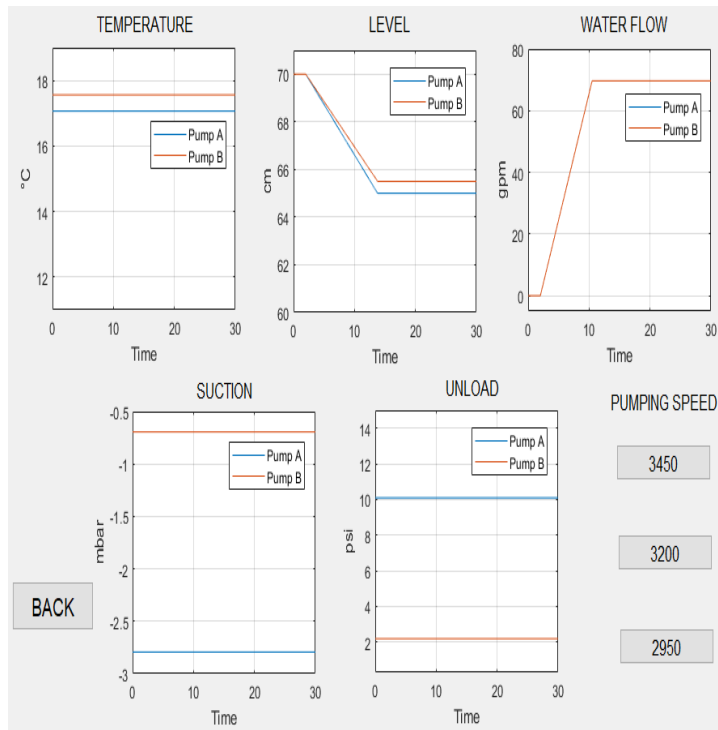 TEMPERATURE
18
16
14
12
°C
Pump A
Pump B
0 10 20 30
Time
LEVEL
70
68
66
64
62
60
cm
Pump A
Pump B
0 10 20 30
Time
WATER FLOW
80
60
40
20
0
gpm
Pump A
Pump B
0 10 20 30
Time
SUCTION
-0.5
-1
-1.5
-2
-2.5
-3
mbar
Pump A
Pump B
0 10 20 30
Time
UNLOAD
14
12
10
8
6
4
2
psi
Pump A
Pump B
0 10 20 30
Time
PUMPING SPEED
3450
3200
2950
BACK